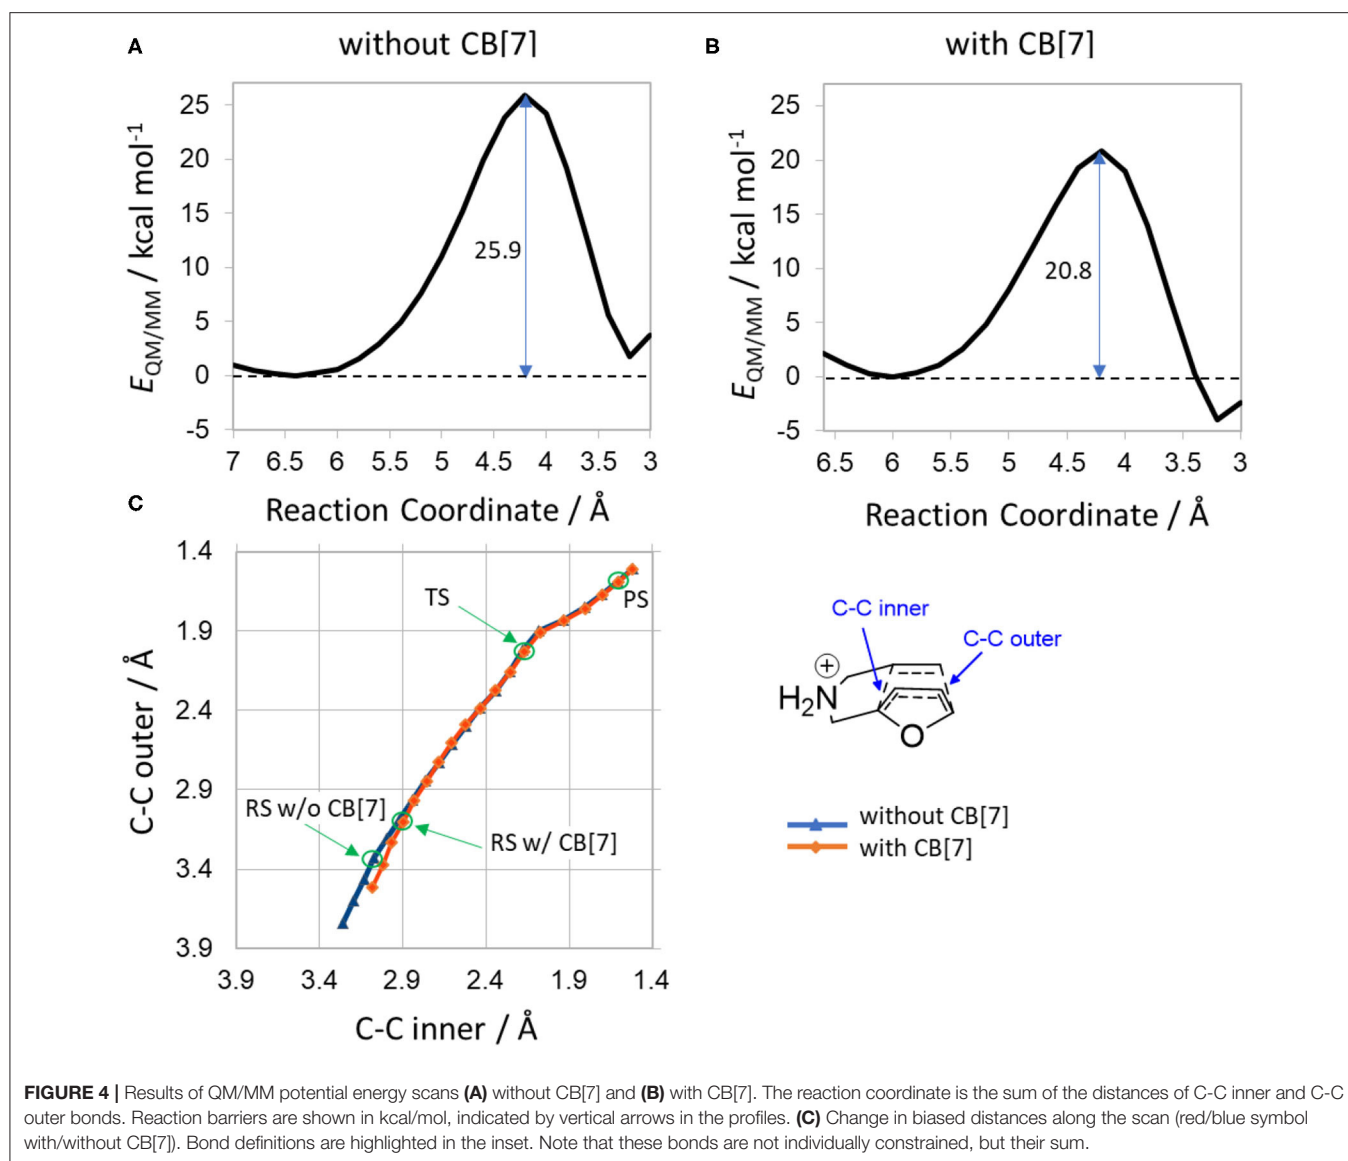 A
without CB[7]
B
with CB[7]
25
20
15
10
5
0
-5
E_QM/MM / kcal mol⁻¹
25.9
7 6.5 6 5.5 5 4.5 4 3.5 3
Reaction Coordinate / Å
25
20
15
10
5
0
-5
E_QM/MM / kcal mol⁻¹
20.8
6.5 6 5.5 5 4.5 4 3.5 3
Reaction Coordinate / Å
C
1.4
1.9
2.4
2.9
3.4
3.9
C-C outer / Å
TS
PS
RS w/o CB[7]
RS w/ CB[7]
3.9 3.4 2.9 2.4 1.9 1.4
C-C inner / Å
C-C inner
C-C outer
+
H₂N
O
without CB[7]
with CB[7]
FIGURE 4 | Results of QM/MM potential energy scans (A) without CB[7] and (B) with CB[7]. The reaction coordinate is the sum of the distances of C-C inner and C-C
outer bonds. Reaction barriers are shown in kcal/mol, indicated by vertical arrows in the profiles. (C) Change in biased distances along the scan (red/blue symbol
with/without CB[7]). Bond definitions are highlighted in the inset. Note that these bonds are not individually constrained, but their sum.